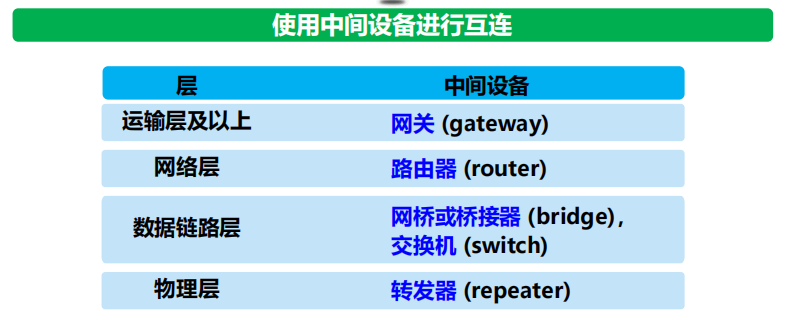 使用中间设备进行互连
层 中间设备
运输层及以上 网关 (gateway)
网络层 路由器 (router)
数据链路层 网桥或桥接器 (bridge),
交换机 (switch)
物理层 转发器 (repeater)